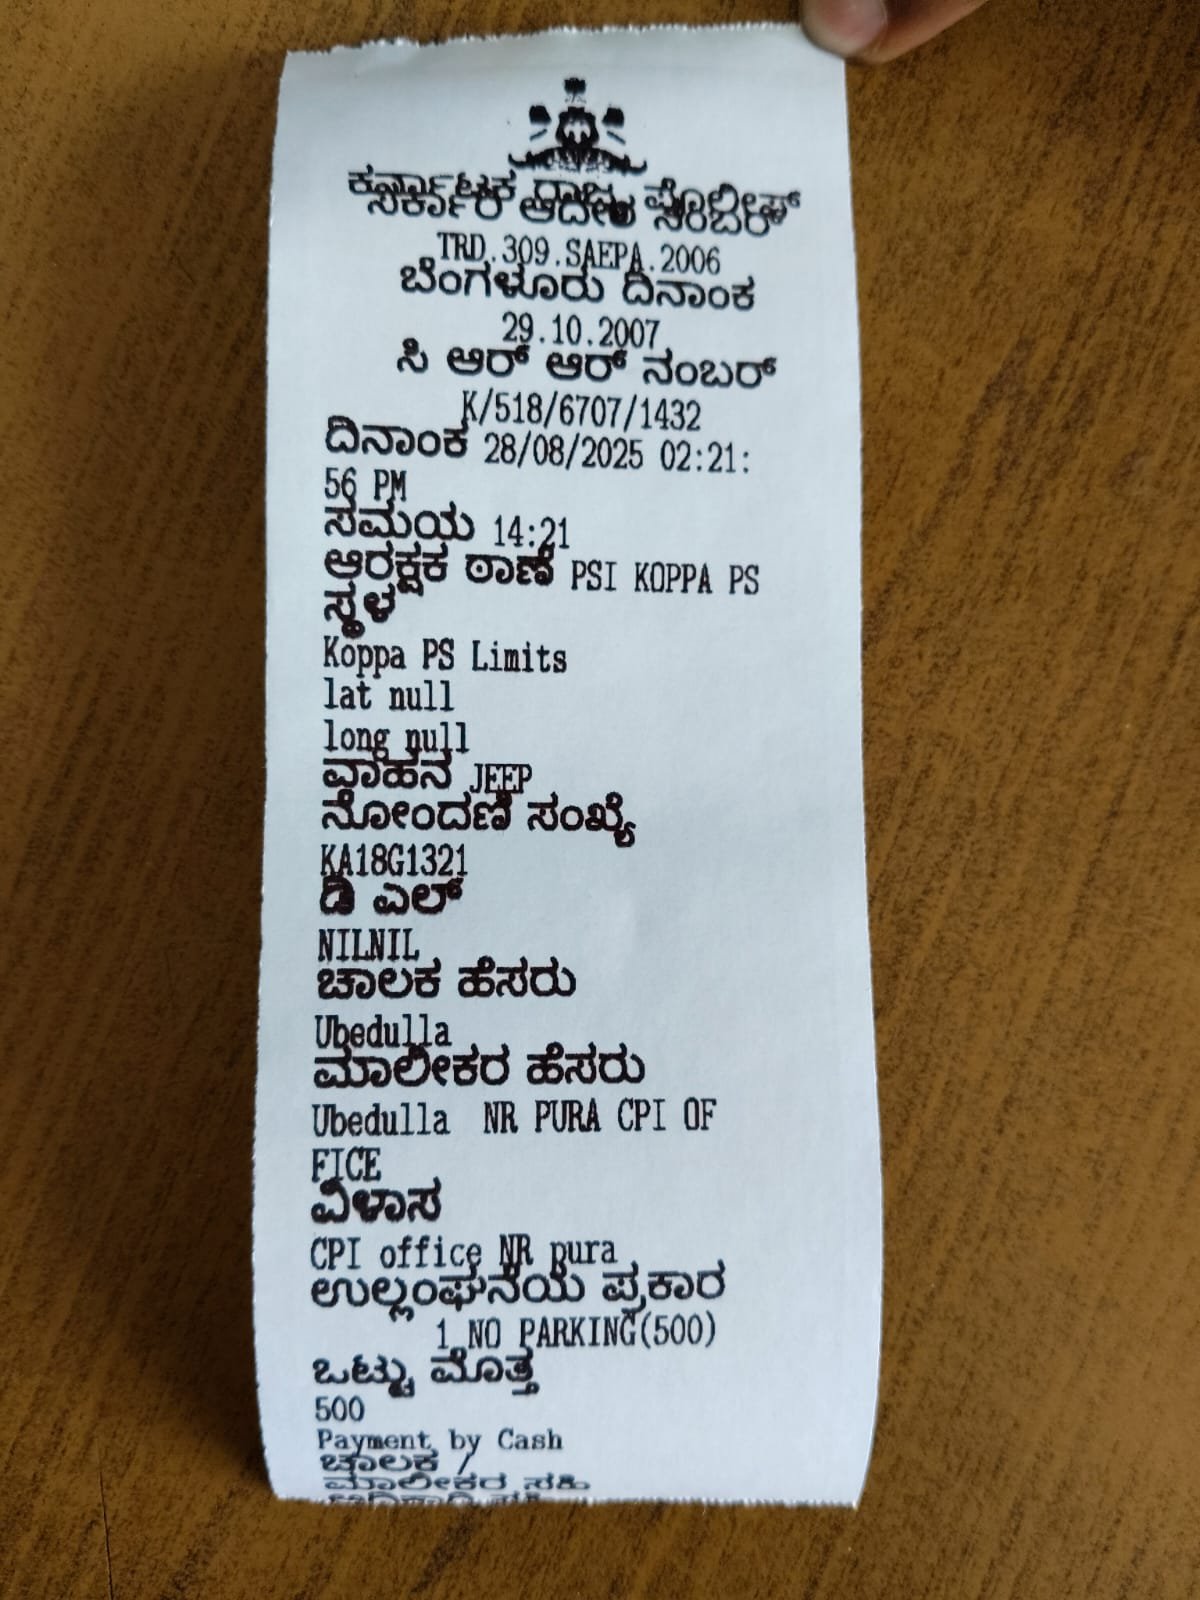 ಕರ್ನಾಟಕ ರಾಜ್ಯ ಪೊಲೀಸ್
ಸರ್ಕಾರಿ ಆದೇಶ ಸಂಖ್ಯೆ
TRD.309.SAEPA.2006
ಬೆಂಗಳೂರು ದಿನಾಂಕ
29.10.2007
ಸಿ ಆರ್ ಆರ್ ನಂಬರ್
K/518/6707/1432
ದಿನಾಂಕ 28/08/2025 02:21:
56 PM
ಸಮಯ 14:21
ಆರಕ್ಷಕ ಠಾಣೆ PSI KOPPA PS
ಸ್ಥಳ
Koppa PS Limits
lat null
long null
ವಾಹನ JEEP
ನೋಂದಣಿ ಸಂಖ್ಯೆ
KA18G1321
ಡಿ ಎಲ್
NILNIL
ಚಾಲಕ ಹೆಸರು
Ubedulla
ಮಾಲೀಕರ ಹೆಸರು
Ubedulla NR PURA CPI OF
FICE
ವಿಳಾಸ
CPI office NR pura
ಉಲ್ಲಂಘನೆಯ ಪ್ರಕಾರ
1 NO PARKING(500)
ಒಟ್ಟು ಮೊತ್ತ
500
Payment by Cash
ಚಾಲಕ /
ಮಾಲೀಕರ ಸಹಿ